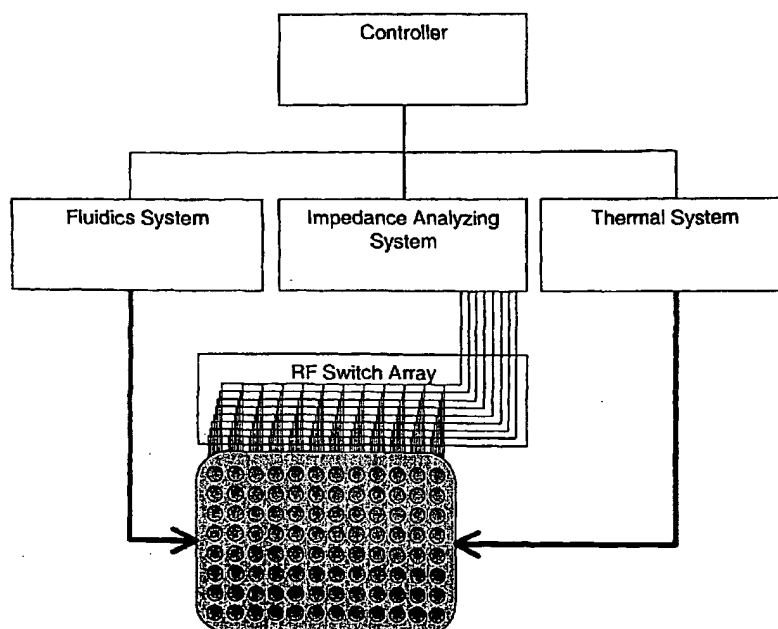 Controller
Fluidics System
Impedance Analyzing
System
Thermal System
RF Switch Array